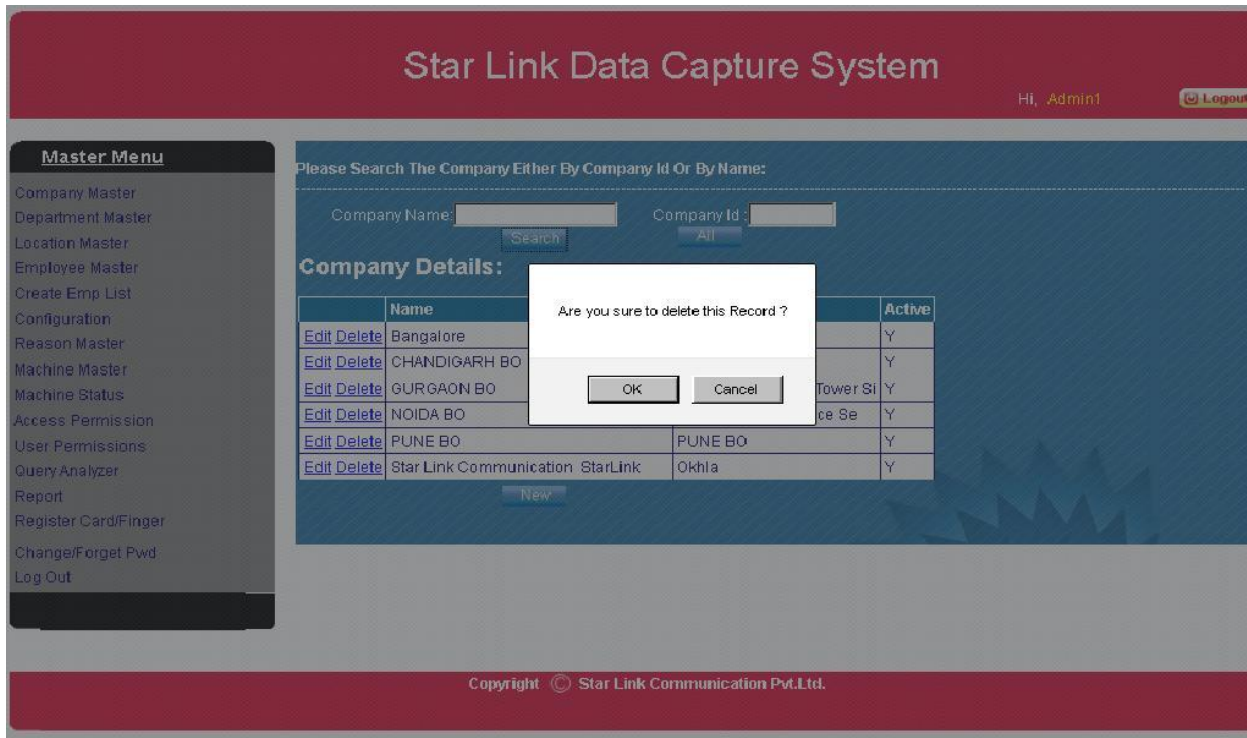 Star Link Data Capture System
Hi, Admin1 Logout
Master Menu
Company Master
Department Master
Location Master
Employee Master
Create Emp List
Configuration
Reason Master
Machine Master
Machine Status
Access Permission
User Permissions
Query Analyzer
Report
Register Card/Finger
Change/Forget Pwd
Log Out
Please Search The Company Either By Company Id Or By Name:
Company Name: Company Id :
Search All
Company Details:
Name Active
Edit Delete Bangalore Y
Edit Delete CHANDIGARH BO Y
Edit Delete GURGAON BO Tower Si Y
Edit Delete NOIDA BO ce Se Y
Edit Delete PUNE BO PUNE BO Y
Edit Delete Star Link Communication StarLink Okhla Y
New
Are you sure to delete this Record ?
OK Cancel
Copyright © Star Link Communication Pvt.Ltd.